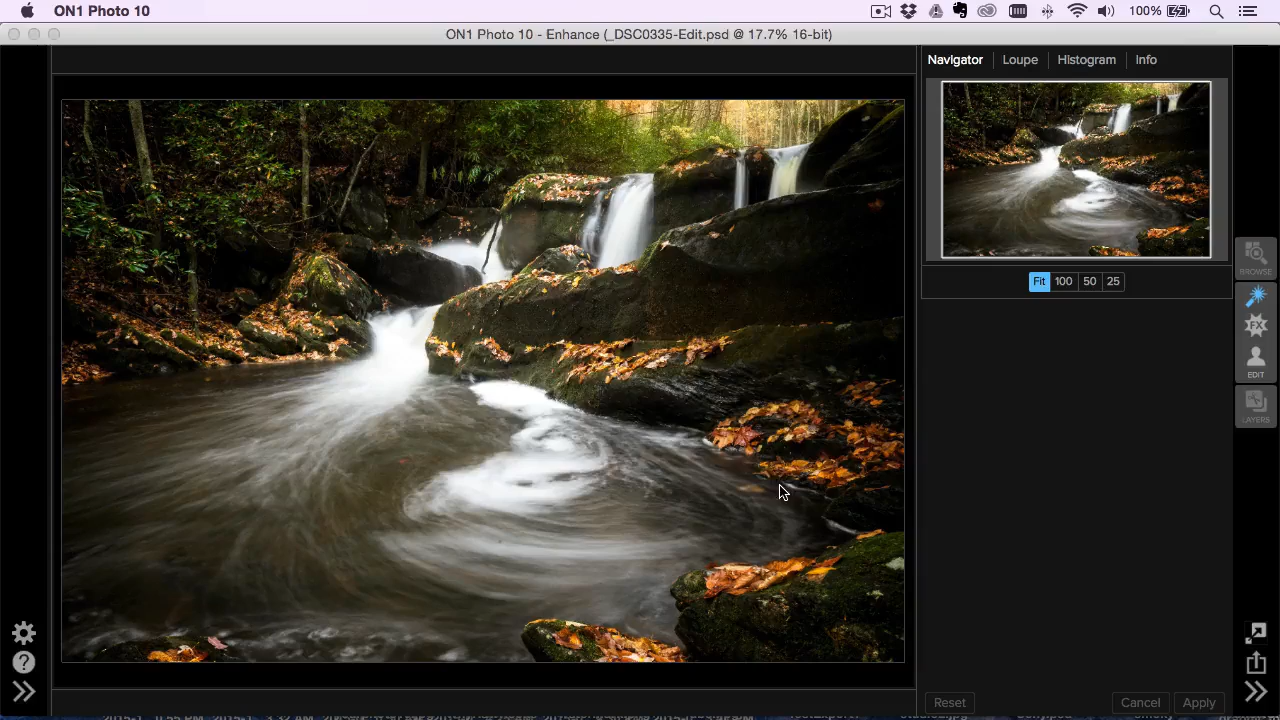 ON1 Photo 10
100%
ON1 Photo 10 - Enhance (_DSC0335-Edit.psd @ 17.7% 16-bit)
Navigator Loupe Histogram Info
Fit 100 50 25
BROWSE
FX
EDIT
LAYERS
?
Reset Cancel Apply